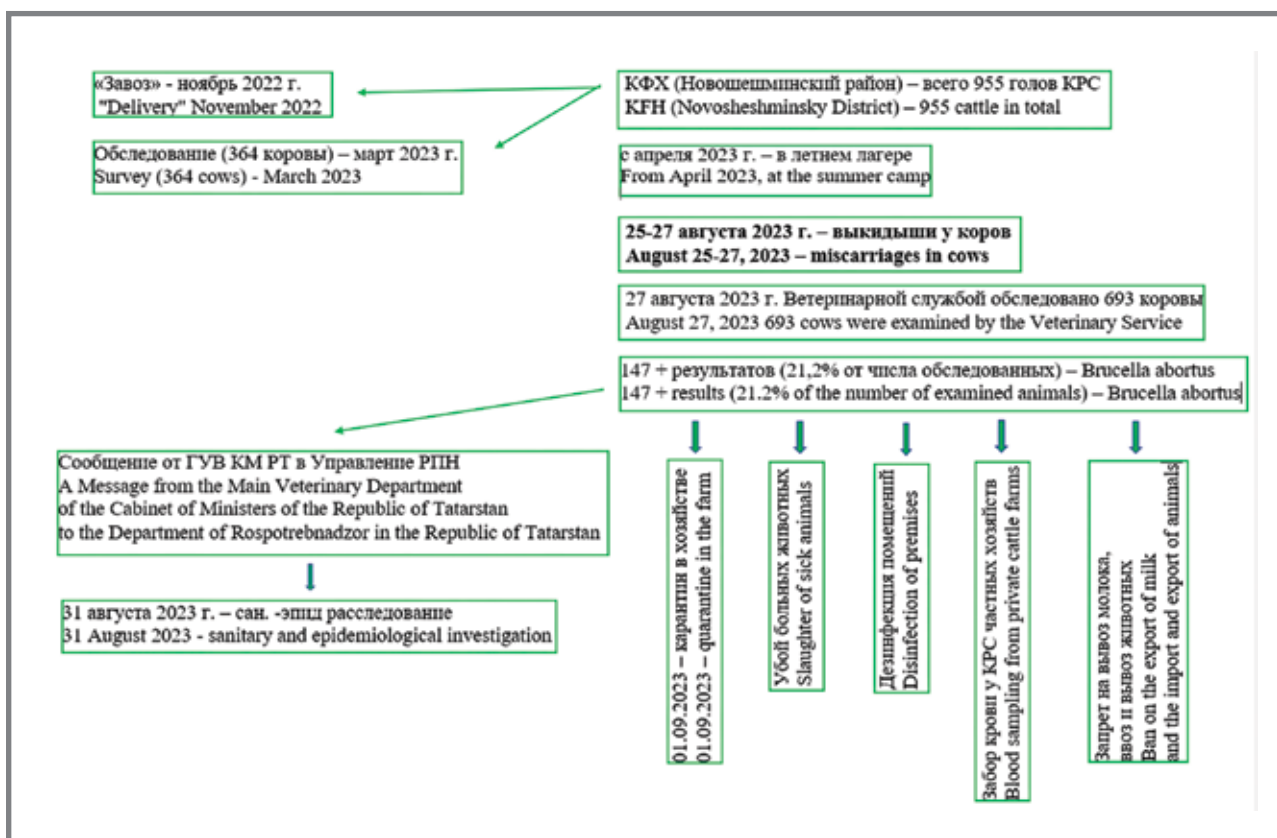 «Завоз» - ноябрь 2022 г.
"Delivery" November 2022
КФХ (Новошешминский район) – всего 955 голов КРС
KFH (Novosheshminsky District) – 955 cattle in total
Обследование (364 коровы) – март 2023 г.
Survey (364 cows) - March 2023
с апреля 2023 г. – в летнем лагере
From April 2023, at the summer camp
25-27 августа 2023 г. – выкидыши у коров
August 25-27, 2023 – miscarriages in cows
27 августа 2023 г. Ветеринарной службой обследовано 693 коровы
August 27, 2023 693 cows were examined by the Veterinary Service
147 + результатов (21,2% от числа обследованных) – Brucella abortus
147 + results (21.2% of the number of examined animals) – Brucella abortus
Сообщение от ГУВ КМ РТ в Управление РПН
A Message from the Main Veterinary Department
of the Cabinet of Ministers of the Republic of Tatarstan
to the Department of Rospotrebnadzor in the Republic of Tatarstan
31 августа 2023 г. – сан. -эпид расследование
31 August 2023 - sanitary and epidemiological investigation
01.09.2023 – карантин в хозяйстве
01.09.2023 – quarantine in the farm
Убой больных животных
Slaughter of sick animals
Дезинфекция помещений
Disinfection of premises
Забор крови у КРС частных хозяйств
Blood sampling from private cattle farms
Запрет на вывоз молока,
ввоз и вывоз животных
Ban on the export of milk
and the import and export of animals